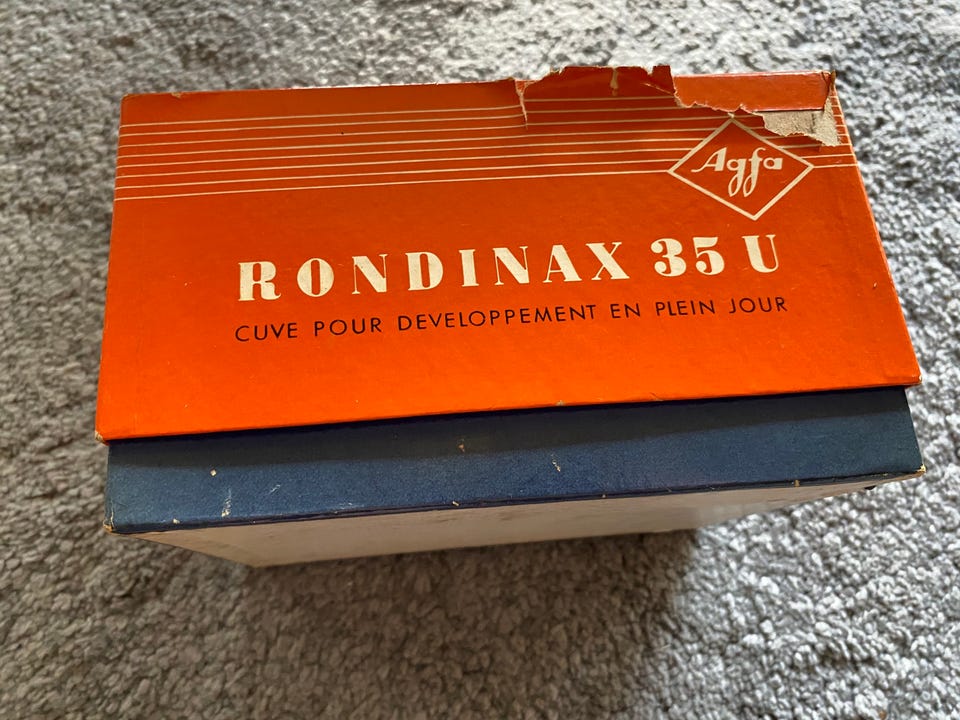 Agfa
RONDINAX 35 U
CUVE POUR DEVELOPPEMENT EN PLEIN JOUR